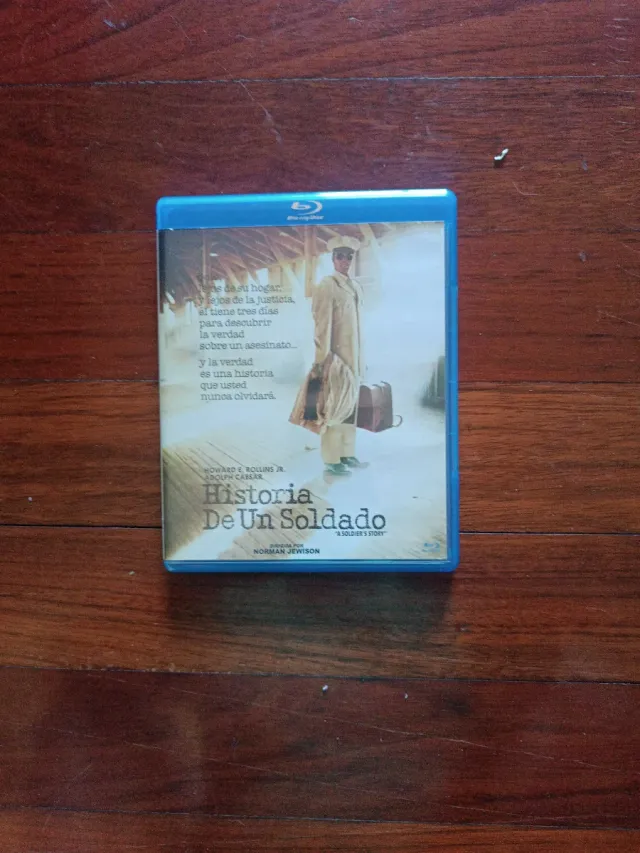 Blu-ray Disc
de su hogar,
y lejos de la justicia,
él tiene tres días
para descubrir
la verdad
sobre un asesinato...
y la verdad
es una historia
que usted
nunca olvidará.
HOWARD E. ROLLINS JR.
ADOLPH CAESAR
Historia
De Un Soldado
"A SOLDIER'S STORY"
DIRIGIDA POR
NORMAN JEWISON